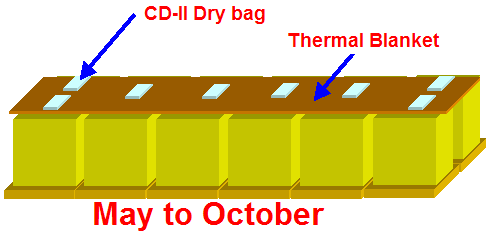 CD-II Dry bag
Thermal Blanket
May to October